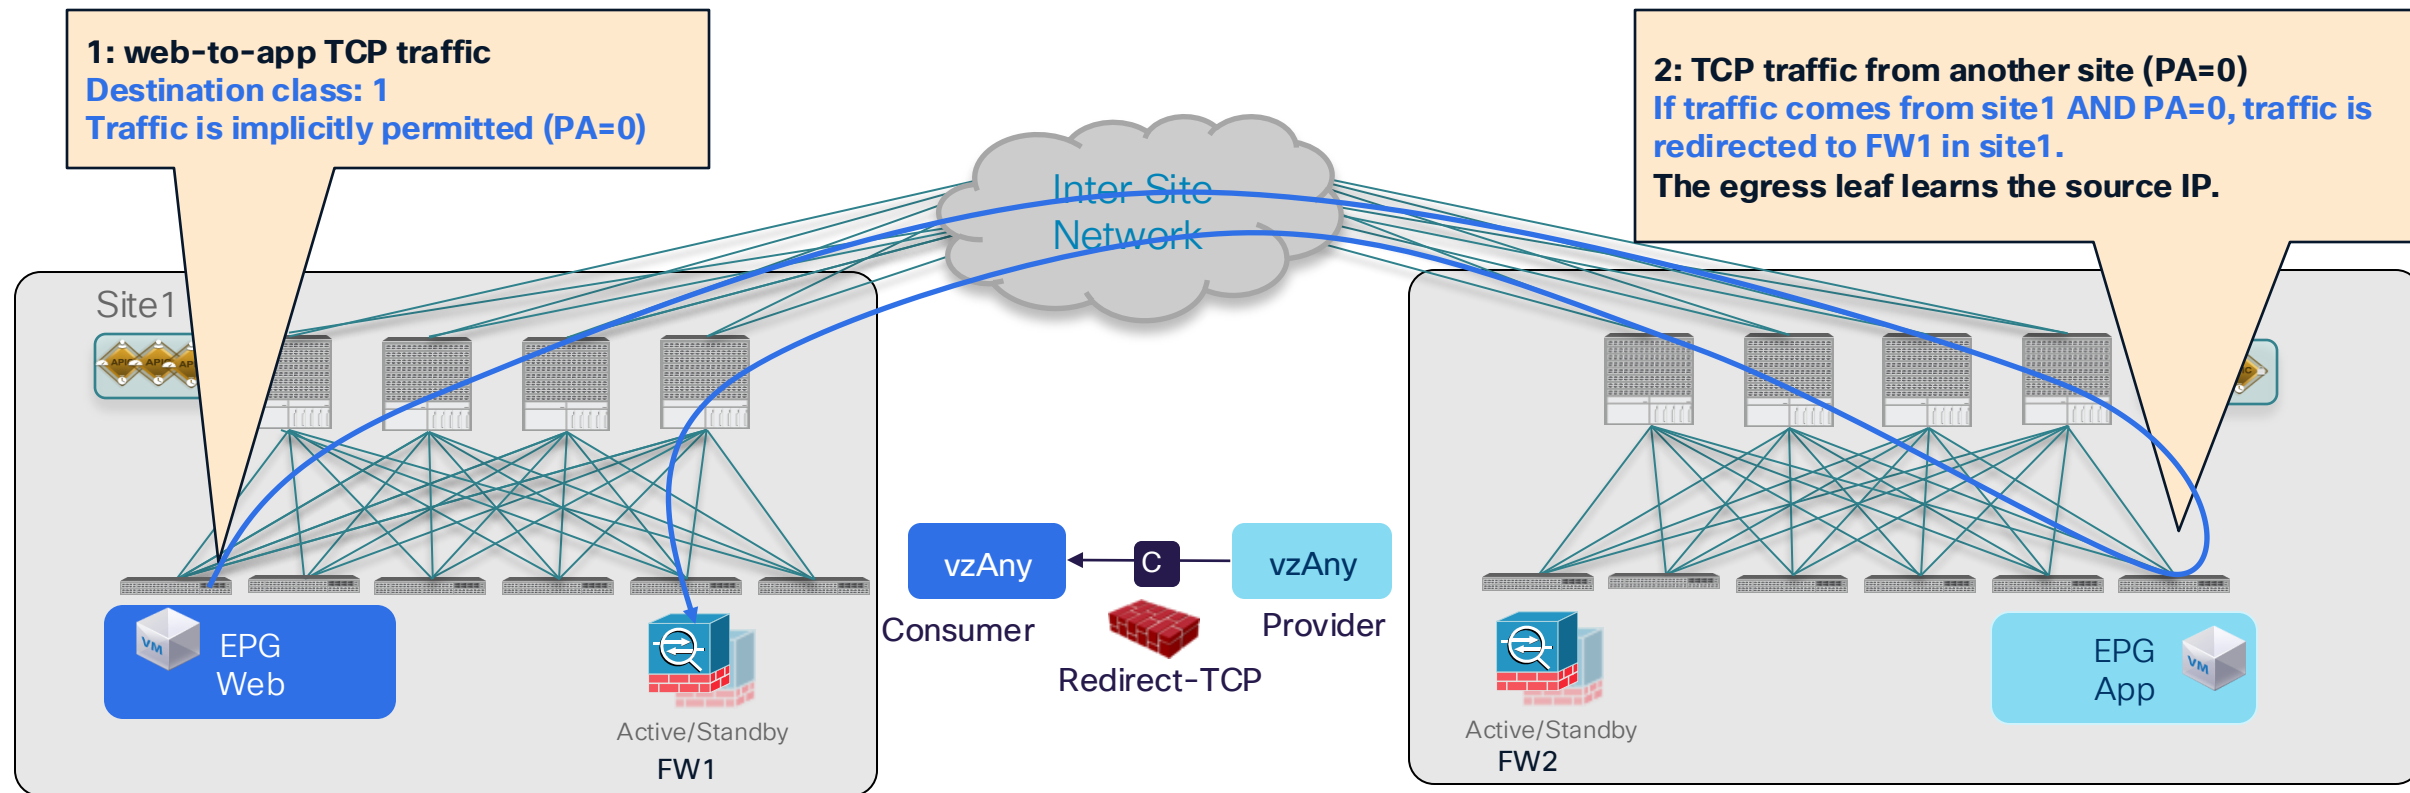 1: web-to-app TCP traffic
Destination class: 1
Traffic is implicitly permitted (PA=0)
2: TCP traffic from another site (PA=0)
If traffic comes from site1 AND PA=0, traffic is
redirected to FW1 in site1.
The egress leaf learns the source IP.
Inter Site
Network
Site1
APIC
vzAny
C
vzAny
Consumer
Provider
Redirect-TCP
VM
EPG
Web
Active/Standby
FW1
Active/Standby
FW2
EPG
App
VM